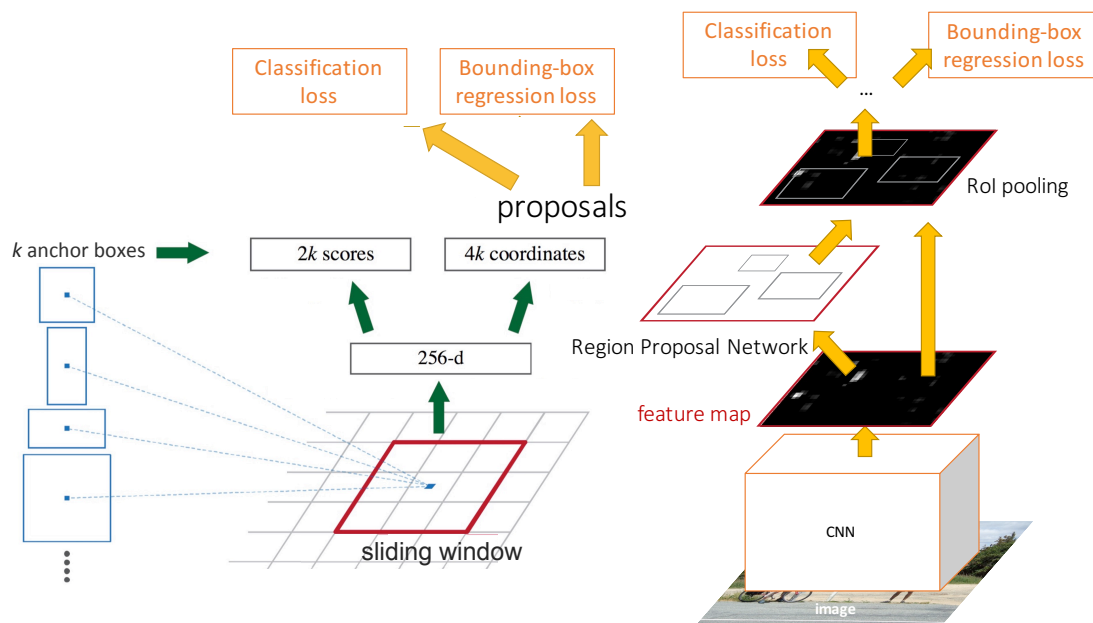 Classification
loss
Bounding-box
regression loss
proposals
k anchor boxes
2k scores
4k coordinates
256-d
sliding window
Classification
loss
Bounding-box
regression loss
...
RoI pooling
Region Proposal Network
feature map
CNN
image